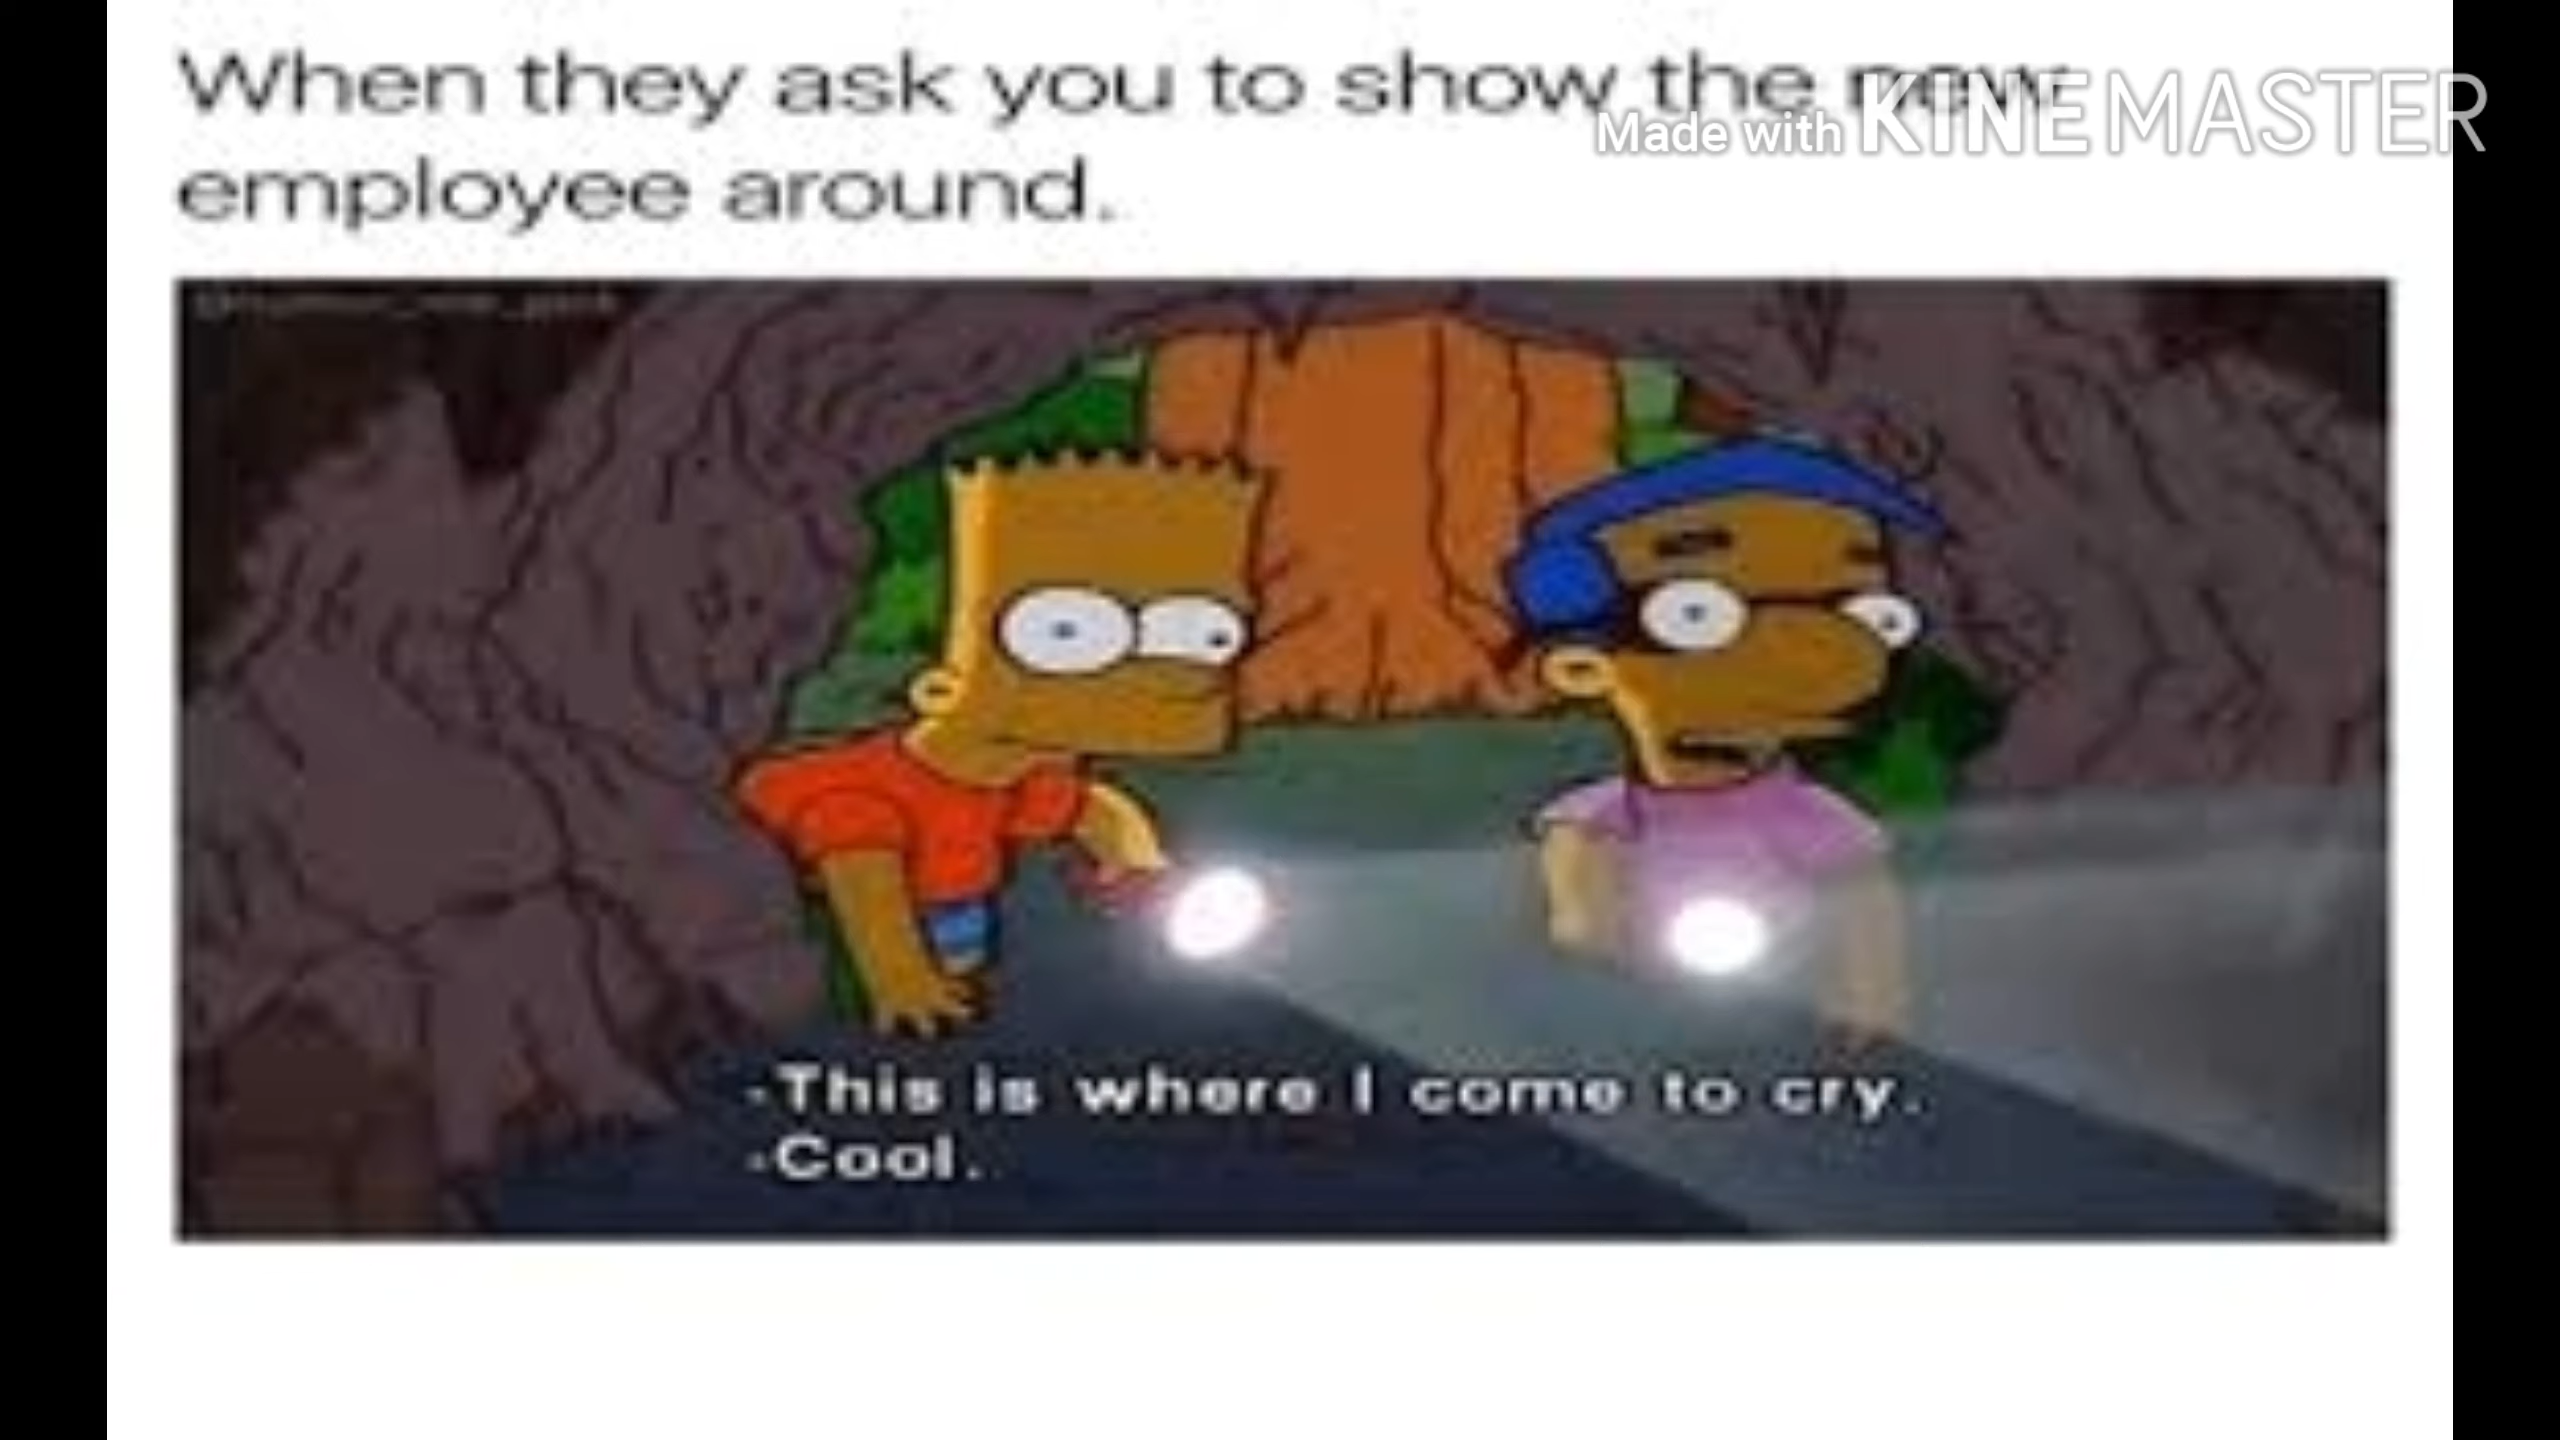 When they ask you to show the new
Made with KINEMASTER
employee around.
-This is where I come to cry.
-Cool.